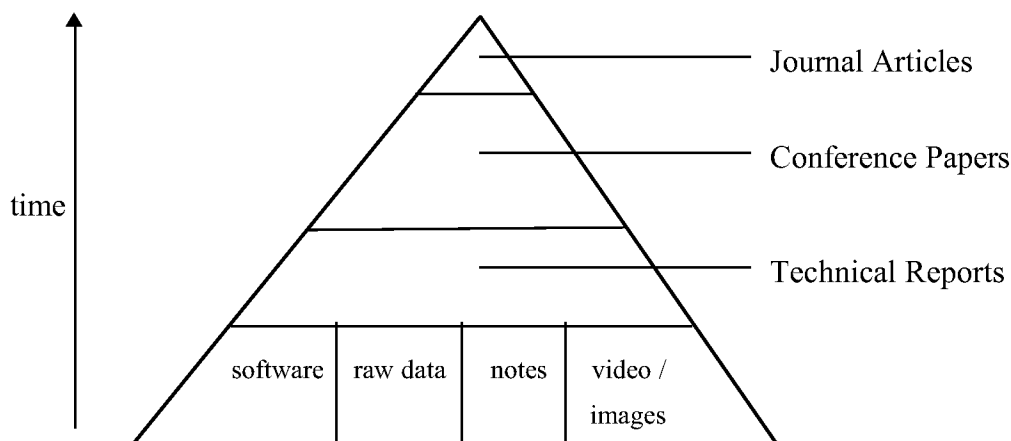 Journal Articles
Conference Papers
time
Technical Reports
software
raw data
notes
video /
images